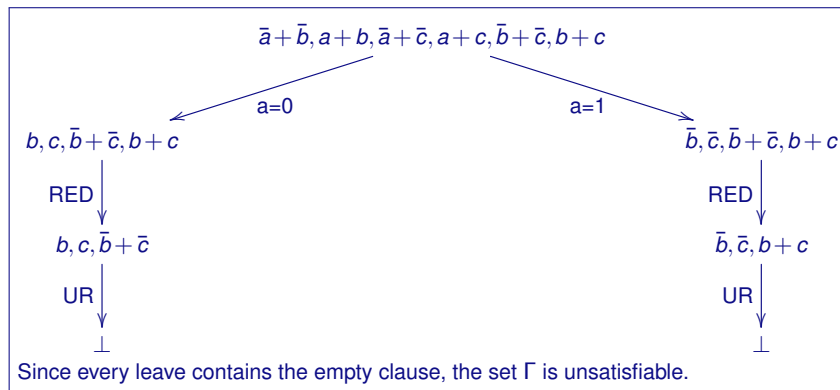 ā + b̄, a + b, ā + c̄, a + c, b̄ + c̄, b + c
a=0 a=1
b, c, b̄ + c̄, b + c b̄, c̄, b̄ + c̄, b + c
RED RED
b, c, b̄ + c̄ b̄, c̄, b + c
UR UR
⊥ ⊥
Since every leave contains the empty clause, the set Γ is unsatisfiable.